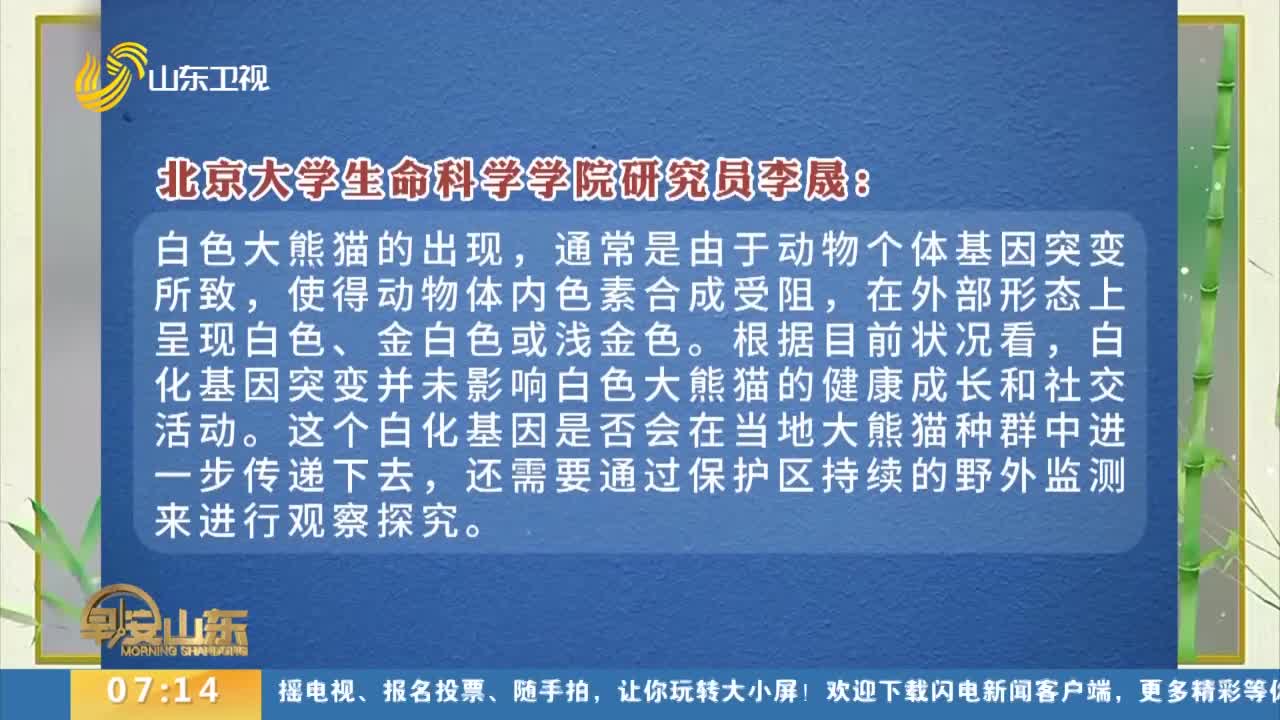 山东卫视
北京大学生命科学学院研究员李晟：
白色大熊猫的出现，通常是由于动物个体基因突变
所致，使得动物体内色素合成受阻，在外部形态上
呈现白色、金白色或浅金色。根据目前状况看，白
化基因突变并未影响白色大熊猫的健康成长和社交
活动。这个白化基因是否会在当地大熊猫种群中进
一步传递下去，还需要通过保护区持续的野外监测
来进行观察探究。
早安山东
MORNING SHANDONG
07:14
摇电视、报名投票、随手拍，让你玩转大小屏！欢迎下载闪电新闻客户端，更多精彩等你